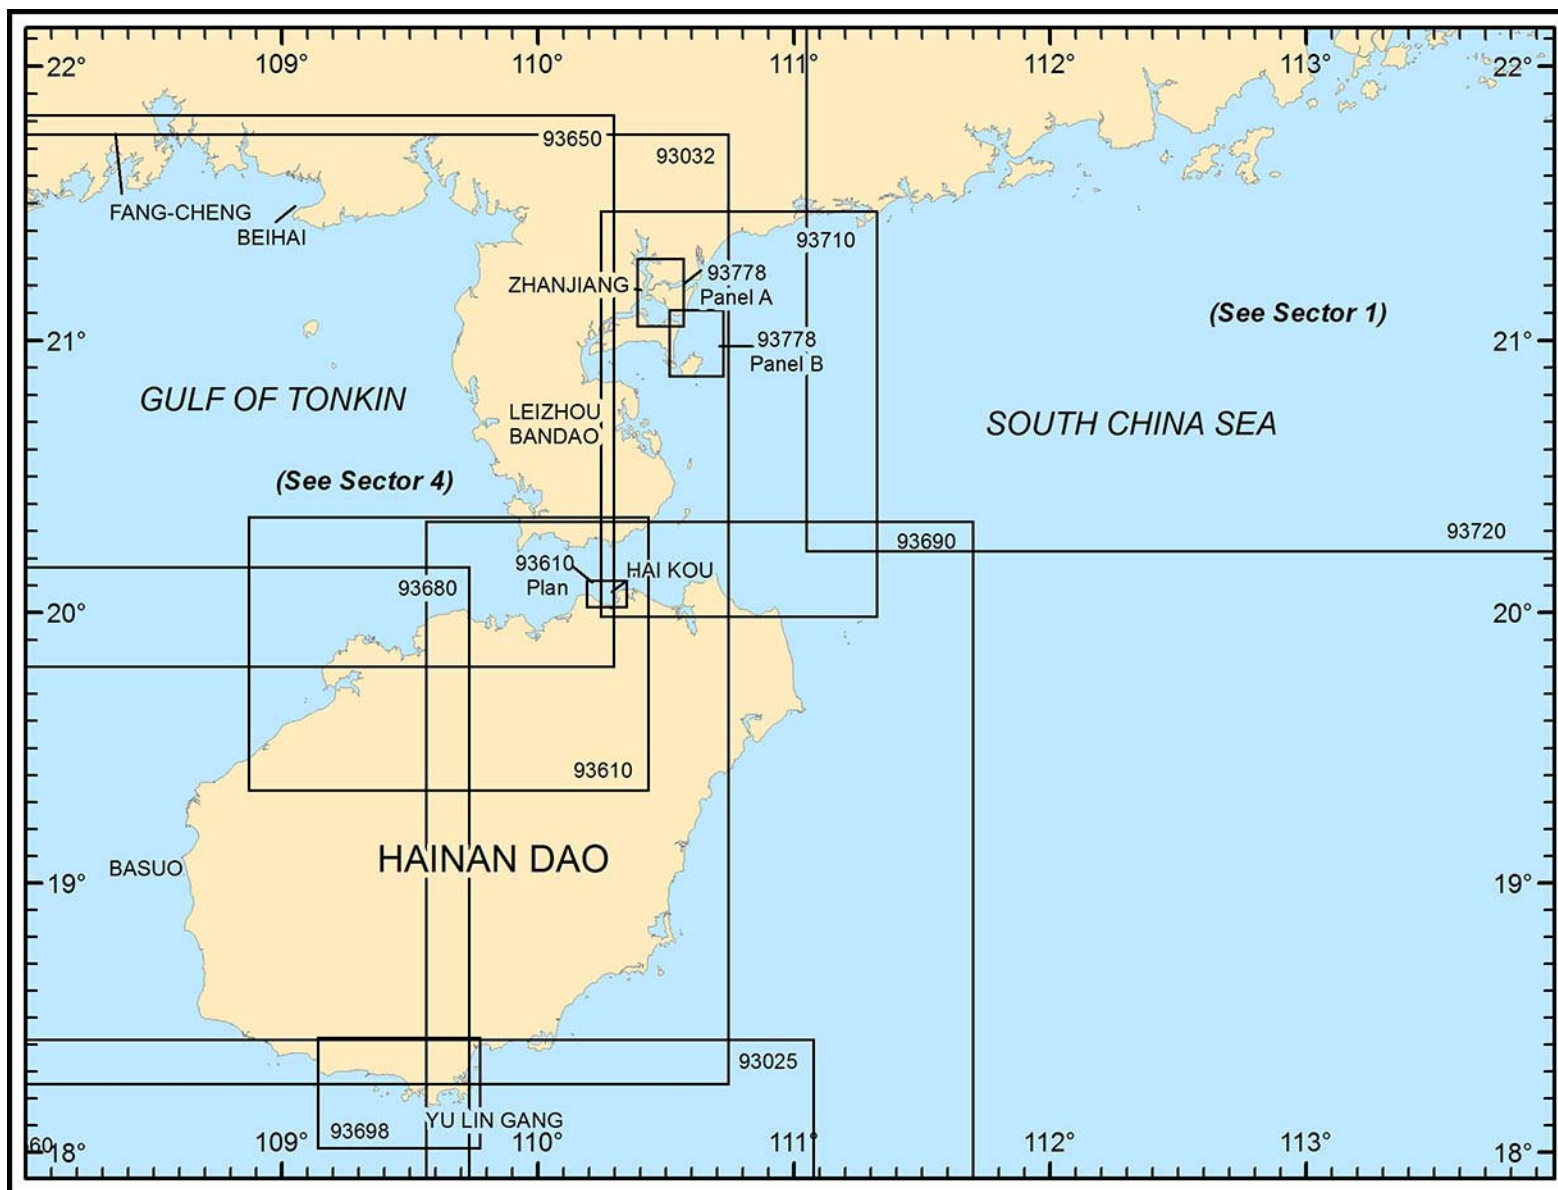 109°
110°
111°
112°
113°
22°
22°
93650
93032
FANG-CHENG
BEIHAI
93710
ZHANJIANG
93778
Panel A
(See Sector 1)
21°
93778
Panel B
21°
GULF OF TONKIN
LEIZHOU
BANDAO
SOUTH CHINA SEA
(See Sector 4)
93720
93690
93610
Plan
HAI KOU
93680
20°
20°
93610
HAINAN DAO
BASUO
19°
19°
93025
YU LIN GANG
93698
60
18°
109°
110°
111°
112°
113°
18°